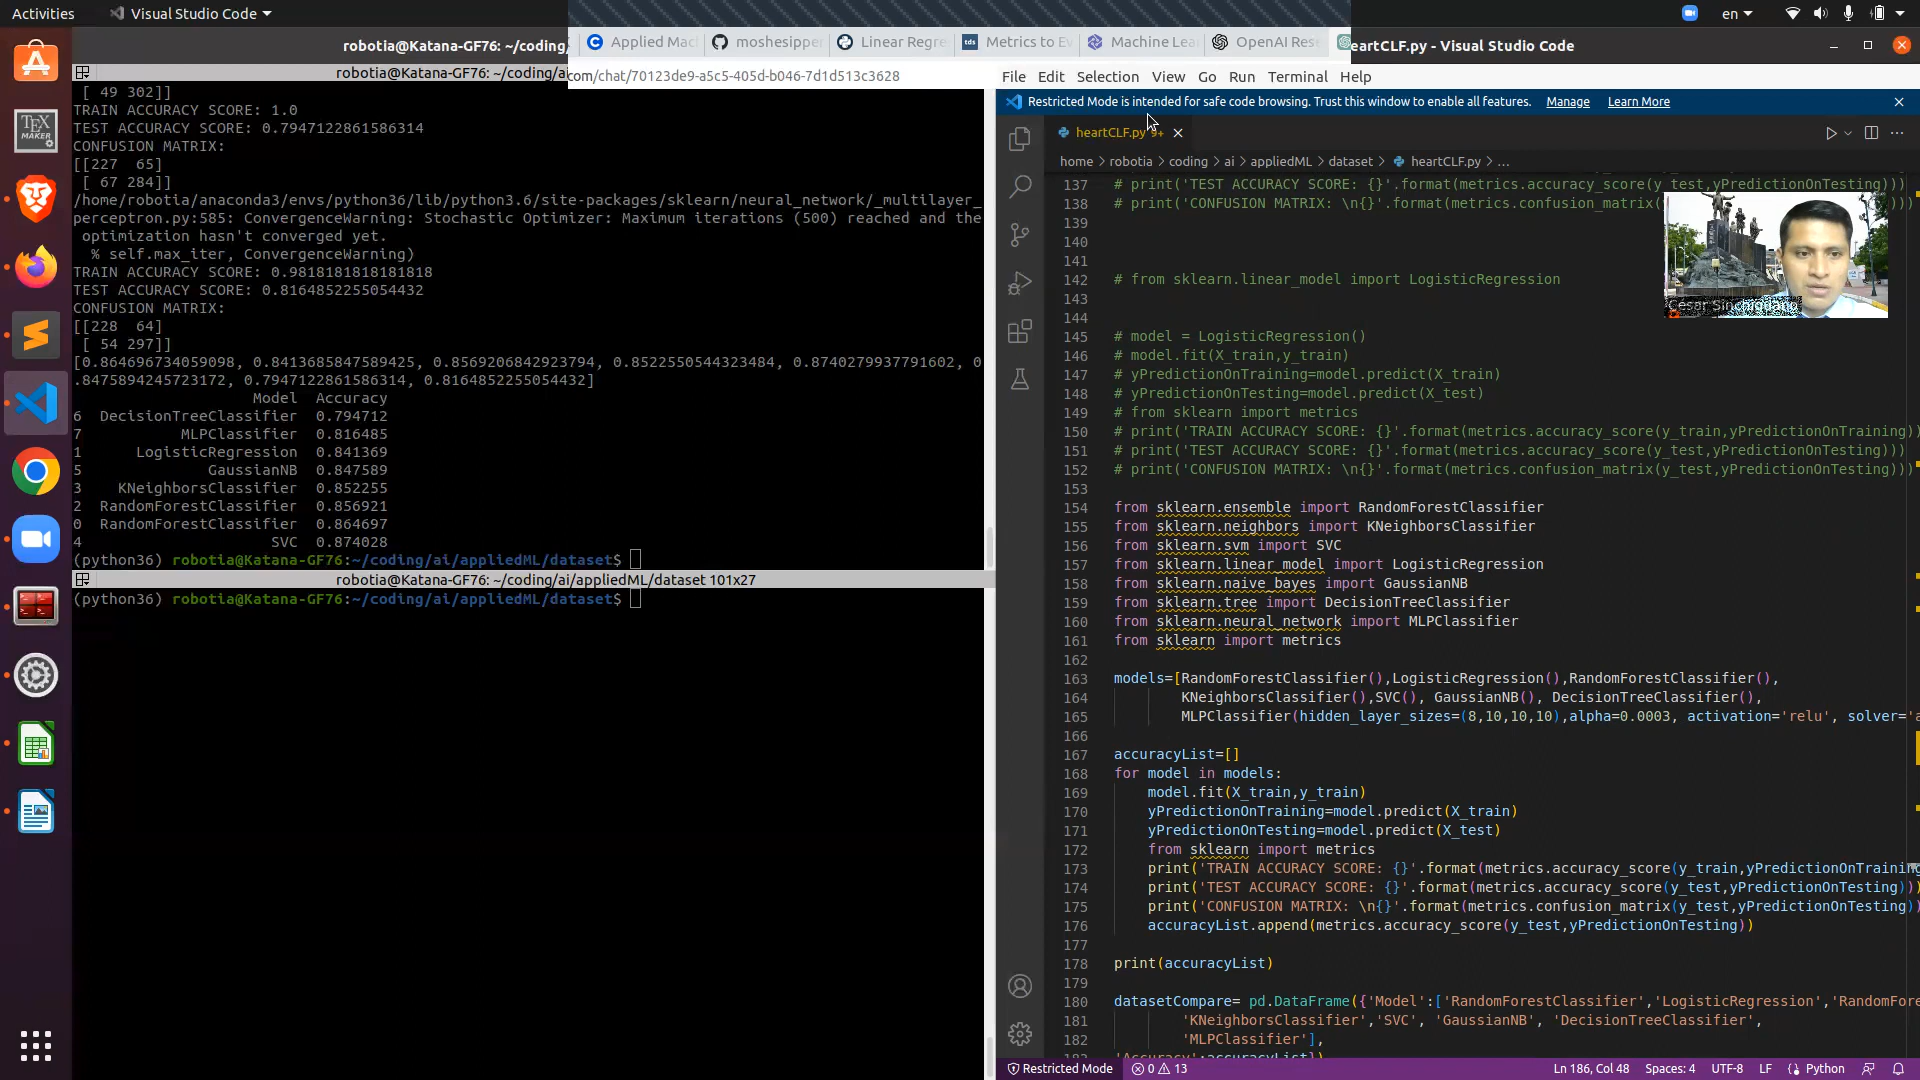 Activities
Visual Studio Code
en
robotia@Katana-GF76: ~/coding
Applied Mac
moshesipper
Linear Regre
Metrics to Ev
Machine Lea
OpenAI Res
eartCLF.py - Visual Studio Code
robotia@Katana-GF76: ~/coding/ai
com/chat/70123de9-a5c5-405d-b046-7d1d513c3628
File Edit Selection View Go Run Terminal Help
[ 49 302]]
TRAIN ACCURACY SCORE: 1.0
TEST ACCURACY SCORE: 0.7947122861586314
CONFUSION MATRIX:
[[227  65]
 [ 67 284]]
/home/robotia/anaconda3/envs/python36/lib/python3.6/site-packages/sklearn/neural_network/_multilayer_
perceptron.py:585: ConvergenceWarning: Stochastic Optimizer: Maximum iterations (500) reached and the
 optimization hasn't converged yet.
  % self.max_iter, ConvergenceWarning)
TRAIN ACCURACY SCORE: 0.9818181818181818
TEST ACCURACY SCORE: 0.8164852255054432
CONFUSION MATRIX:
[[228  64]
 [ 54 297]]
[0.864696734059098, 0.8413685847589425, 0.8569206842923794, 0.8522550544323484, 0.8740279937791602, 0
.8475894245723172, 0.7947122861586314, 0.8164852255054432]
Model  Accuracy
6  DecisionTreeClassifier  0.794712
7  MLPClassifier  0.816485
1  LogisticRegression  0.841369
5  GaussianNB  0.847589
3  KNeighborsClassifier  0.852255
2  RandomForestClassifier  0.856921
0  RandomForestClassifier  0.864697
4  SVC  0.874028
(python36) robotia@Katana-GF76:~/coding/ai/appliedML/dataset$
robotia@Katana-GF76: ~/coding/ai/appliedML/dataset 101x27
(python36) robotia@Katana-GF76:~/coding/ai/appliedML/dataset$
Restricted Mode is intended for safe code browsing. Trust this window to enable all features. Manage Learn More
heartCLF.py 9+
home > robotia > coding > ai > appliedML > dataset > heartCLF.py > ...
137 # print('TEST ACCURACY SCORE: {}'.format(metrics.accuracy_score(y_test,yPredictionOnTesting)))
138 # print('CONFUSION MATRIX: \n{}'.format(metrics.confusion_matrix(
139
140
141
142 # from sklearn.linear_model import LogisticRegression
143
144
145 # model = LogisticRegression()
146 # model.fit(X_train,y_train)
147 # yPredictionOnTraining=model.predict(X_train)
148 # yPredictionOnTesting=model.predict(X_test)
149 # from sklearn import metrics
150 # print('TRAIN ACCURACY SCORE: {}'.format(metrics.accuracy_score(y_train,yPredictionOnTraining))
151 # print('TEST ACCURACY SCORE: {}'.format(metrics.accuracy_score(y_test,yPredictionOnTesting)))
152 # print('CONFUSION MATRIX: \n{}'.format(metrics.confusion_matrix(y_test,yPredictionOnTesting)))
153
154 from sklearn.ensemble import RandomForestClassifier
155 from sklearn.neighbors import KNeighborsClassifier
156 from sklearn.svm import SVC
157 from sklearn.linear_model import LogisticRegression
158 from sklearn.naive_bayes import GaussianNB
159 from sklearn.tree import DecisionTreeClassifier
160 from sklearn.neural_network import MLPClassifier
161 from sklearn import metrics
162
163 models=[RandomForestClassifier(),LogisticRegression(),RandomForestClassifier(),
164 KNeighborsClassifier(),SVC(), GaussianNB(), DecisionTreeClassifier(),
165 MLPClassifier(hidden_layer_sizes=(8,10,10,10),alpha=0.0003, activation='relu', solver='a
166
167 accuracyList=[]
168 for model in models:
169 model.fit(X_train,y_train)
170 yPredictionOnTraining=model.predict(X_train)
171 yPredictionOnTesting=model.predict(X_test)
172 from sklearn import metrics
173 print('TRAIN ACCURACY SCORE: {}'.format(metrics.accuracy_score(y_train,yPredictionOnTraining
174 print('TEST ACCURACY SCORE: {}'.format(metrics.accuracy_score(y_test,yPredictionOnTesting)))
175 print('CONFUSION MATRIX: \n{}'.format(metrics.confusion_matrix(y_test,yPredictionOnTesting))
176 accuracyList.append(metrics.accuracy_score(y_test,yPredictionOnTesting))
177
178 print(accuracyList)
179
180 datasetCompare= pd.DataFrame({'Model':['RandomForestClassifier','LogisticRegression','RandomFore
181 'KNeighborsClassifier','SVC', 'GaussianNB', 'DecisionTreeClassifier',
182 'MLPClassifier'],
Restricted Mode 0 13 Ln 186, Col 48 Spaces: 4 UTF-8 LF Python